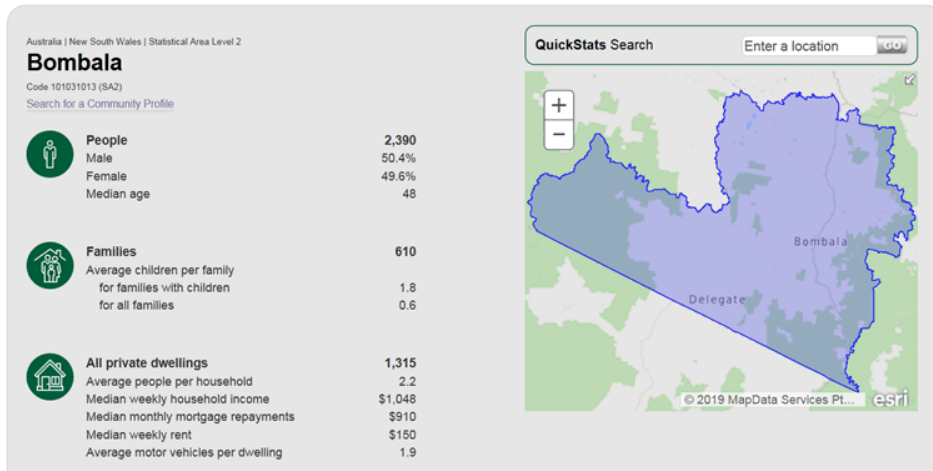 Australia | New South Wales | Statistical Area Level 2
Bombala
Code 101031013 (SA2)
Search for a Community Profile
People 2,390
Male 50.4%
Female 49.6%
Median age 48
Families 610
Average children per family
for families with children 1.8
for all families 0.6
All private dwellings 1,315
Average people per household 2.2
Median weekly household income $1,048
Median monthly mortgage repayments $910
Median weekly rent $150
Average motor vehicles per dwelling 1.9
QuickStats Search Enter a location GO
+
−
Bombala
Delegate
© 2019 MapData Services Pt... esri